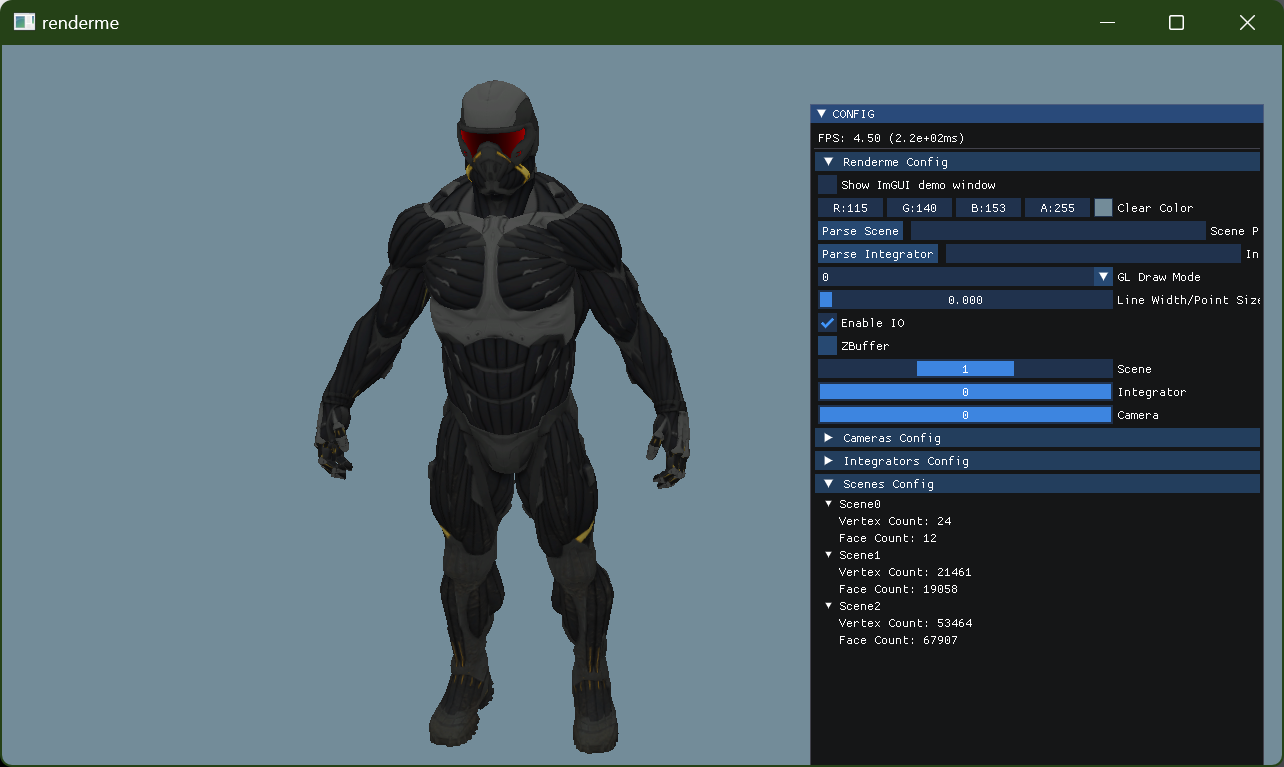 renderme
CONFIG
FPS: 4.50 (2.2e+02ms)
Renderme Config
Show ImGUI demo window
R:115 G:140 B:153 A:255 Clear Color
Parse Scene Scene P
Parse Integrator In
0 GL Draw Mode
0.000 Line Width/Point Size
Enable IO
ZBuffer
1 Scene
0 Integrator
0 Camera
Cameras Config
Integrators Config
Scenes Config
Scene0
Vertex Count: 24
Face Count: 12
Scene1
Vertex Count: 21461
Face Count: 19058
Scene2
Vertex Count: 53464
Face Count: 67907